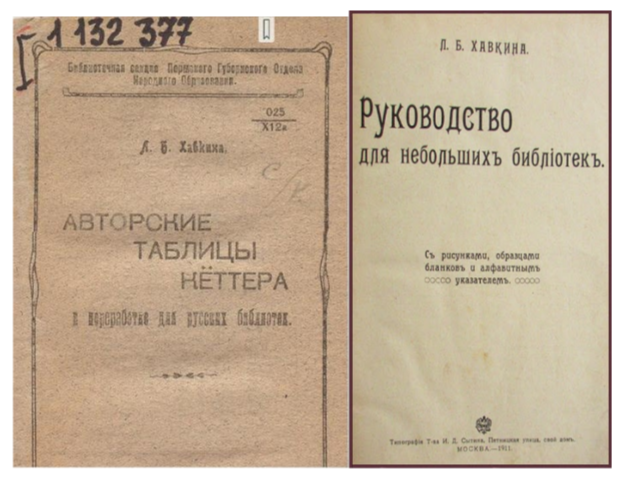 1 132 377
Библиотечная секция Пермского Губернского Отдела
Народного Образования.
025
Х12а
Л. Б. Хавкина.
С/К
АВТОРСКИЕ
ТАБЛИЦЫ
КЁТТЕРА
в переработке для русских библиотек.
Л. Б. ХАВКИНА.
Руководство
для небольшихъ библіотекъ.
Съ рисунками, образцами
бланковъ и алфавитнымъ
указателемъ.
Типографія Т-ва И. Д. Сытина, Пятницкая улица, свой домъ.
МОСКВА.—1911.